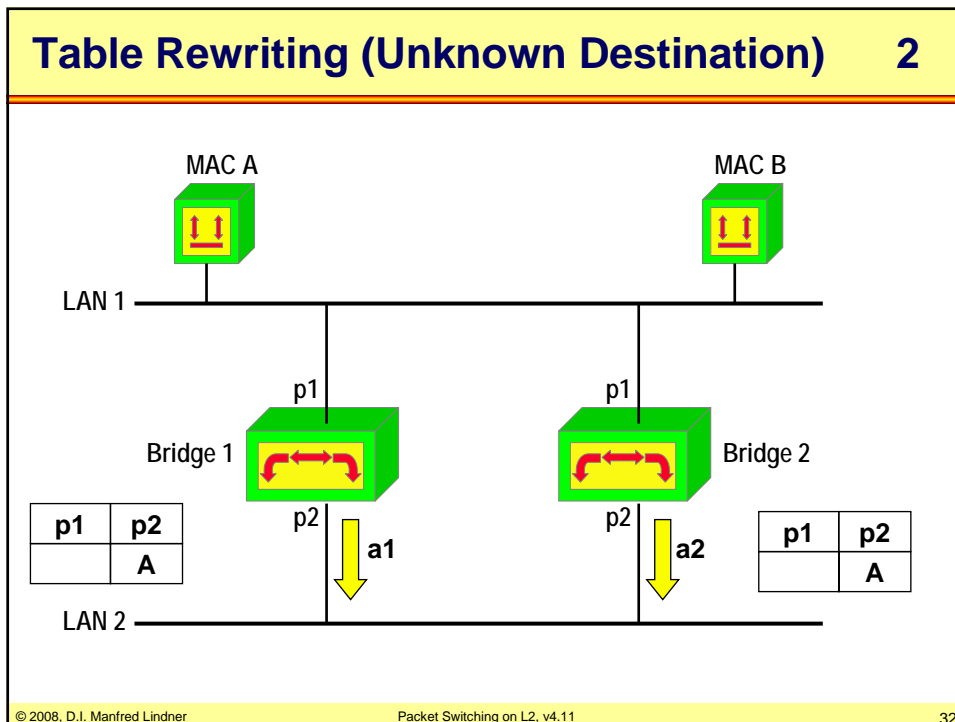 Table Rewriting (Unknown Destination) 2
MAC A
MAC B
LAN 1
p1
p1
Bridge 1
Bridge 2
p2
p2
p1 p2
A
a1
a2
p1 p2
A
LAN 2
© 2008, D.I. Manfred Lindner
Packet Switching on L2, v4.11
32